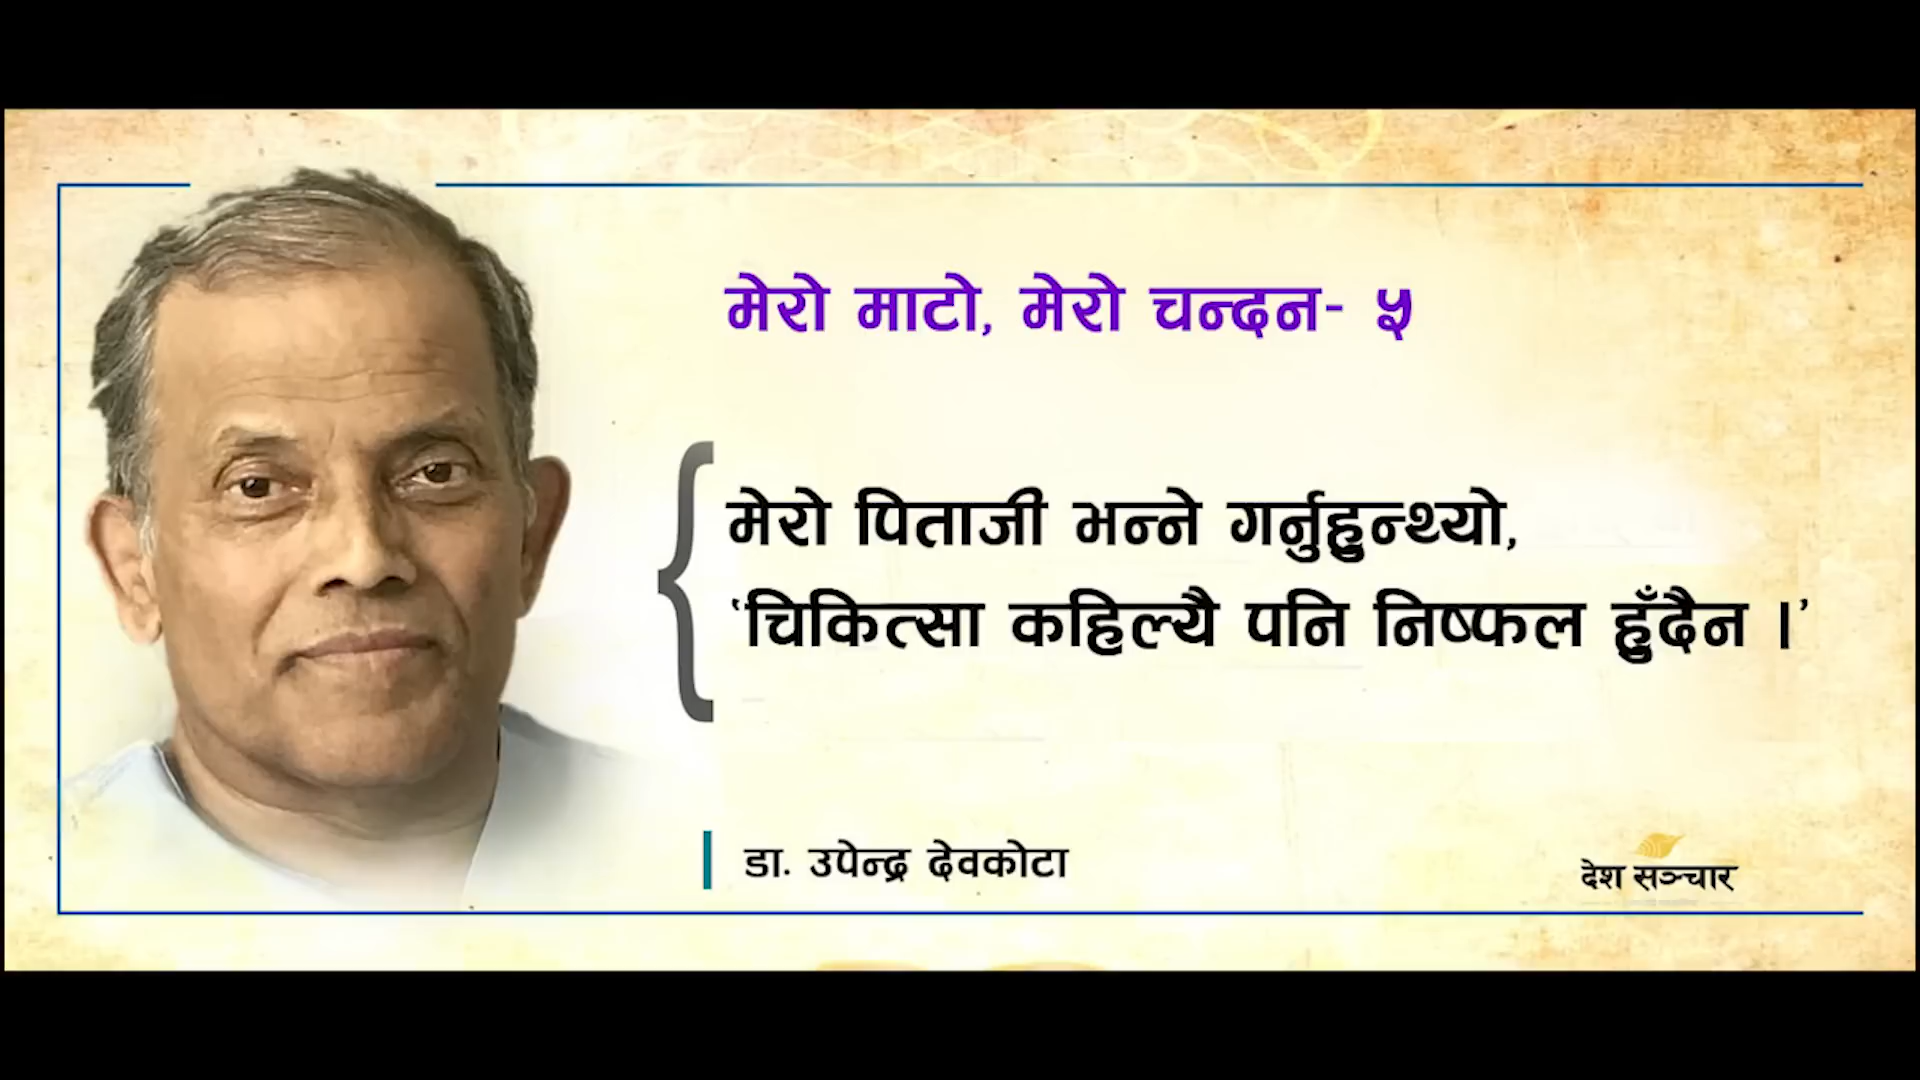 मेरो माटो, मेरो चन्दन- ५
मेरो पिताजी भन्ने गर्नुहुन्थ्यो,
‘चिकित्सा कहिल्यै पनि निष्फल हुँदैन ।’
डा. उपेन्द्र देवकोटा
देश सञ्चार